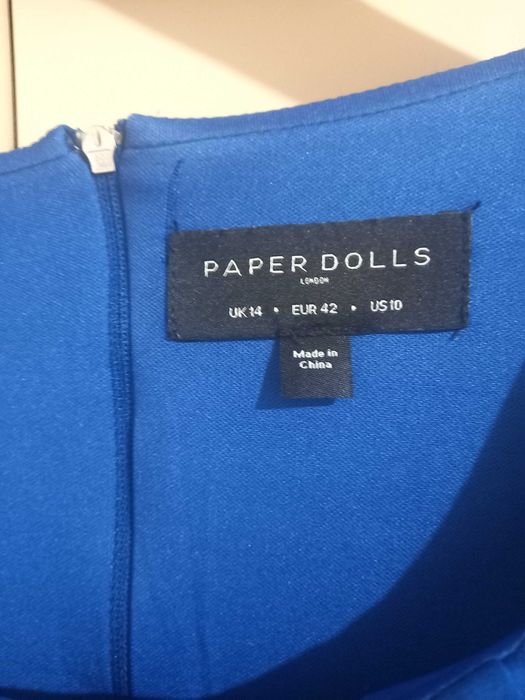 PAPER DOLLS
LONDON
UK 14 • EUR 42 • US 10
Made in
China